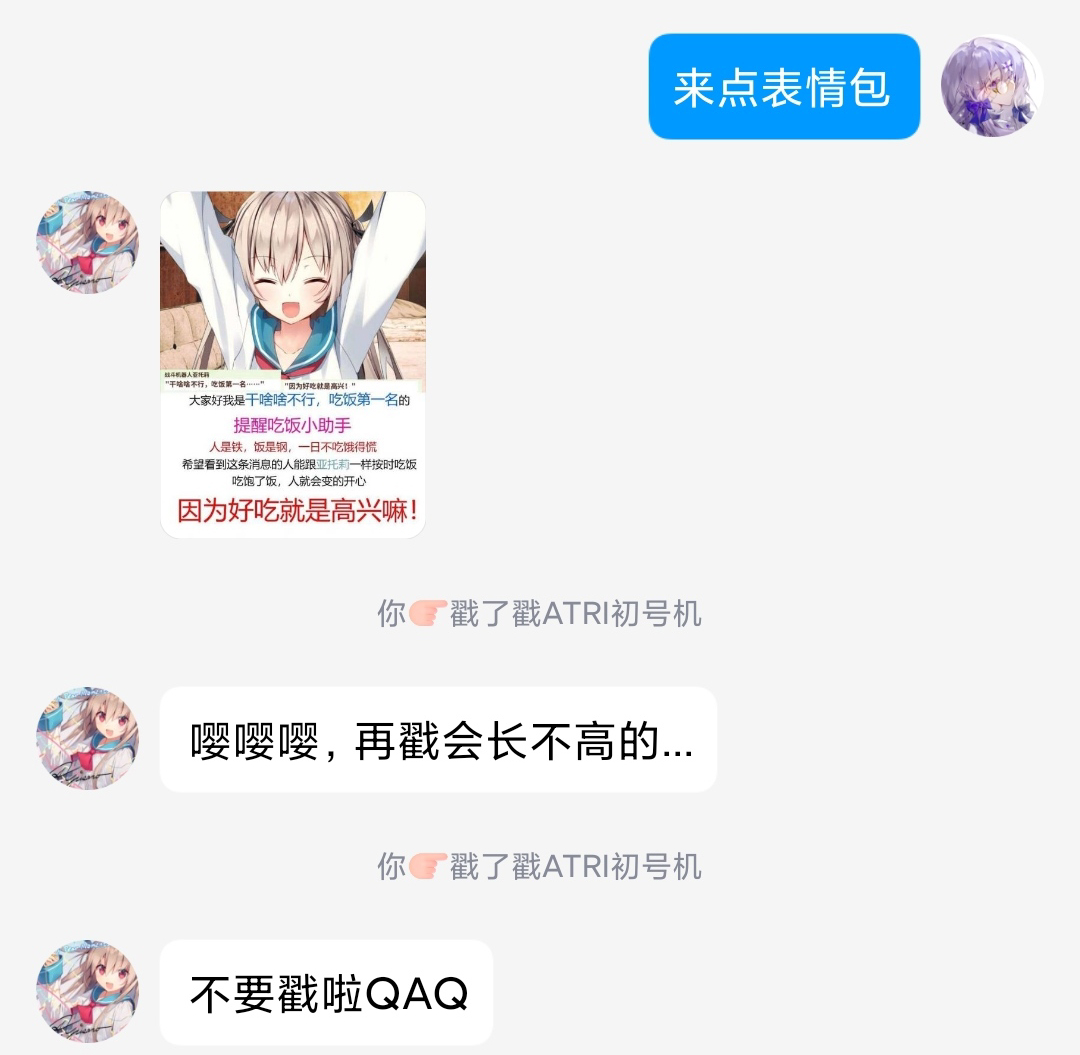 来点表情包
战斗机器人亚托莉
“干啥啥不行，吃饭第一名……”
“因为好吃就是高兴！”
大家好我是干啥啥不行，吃饭第一名的
提醒吃饭小助手
人是铁，饭是钢，一日不吃饿得慌
希望看到这条消息的人能跟亚托莉一样按时吃饭
吃饱了饭，人就会变的开心
因为好吃就是高兴嘛！
你👉戳了戳ATRI初号机
嘤嘤嘤，再戳会长不高的...
你👉戳了戳ATRI初号机
不要戳啦QAQ